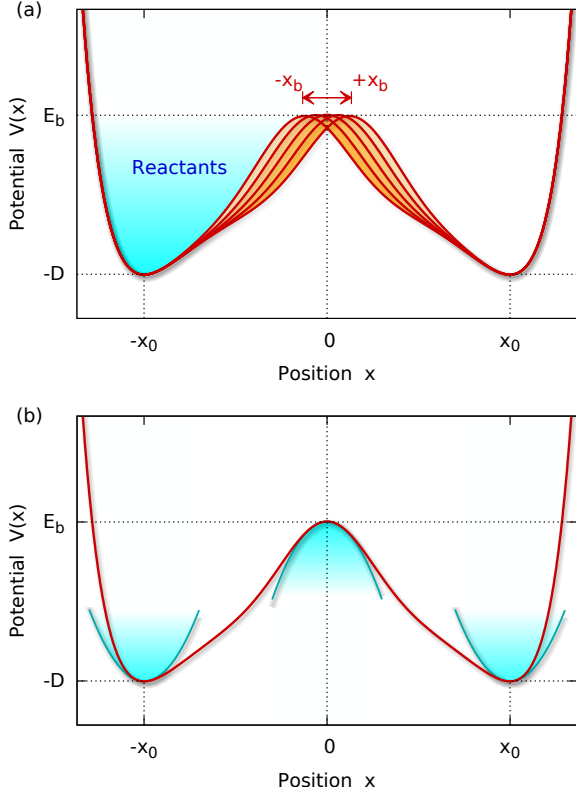 (a)
-x_b +x_b
E_b
Reactants
-D
Potential V(x)
-x_0 0 x_0
Position x
(b)
E_b
-D
Potential V(x)
-x_0 0 x_0
Position x